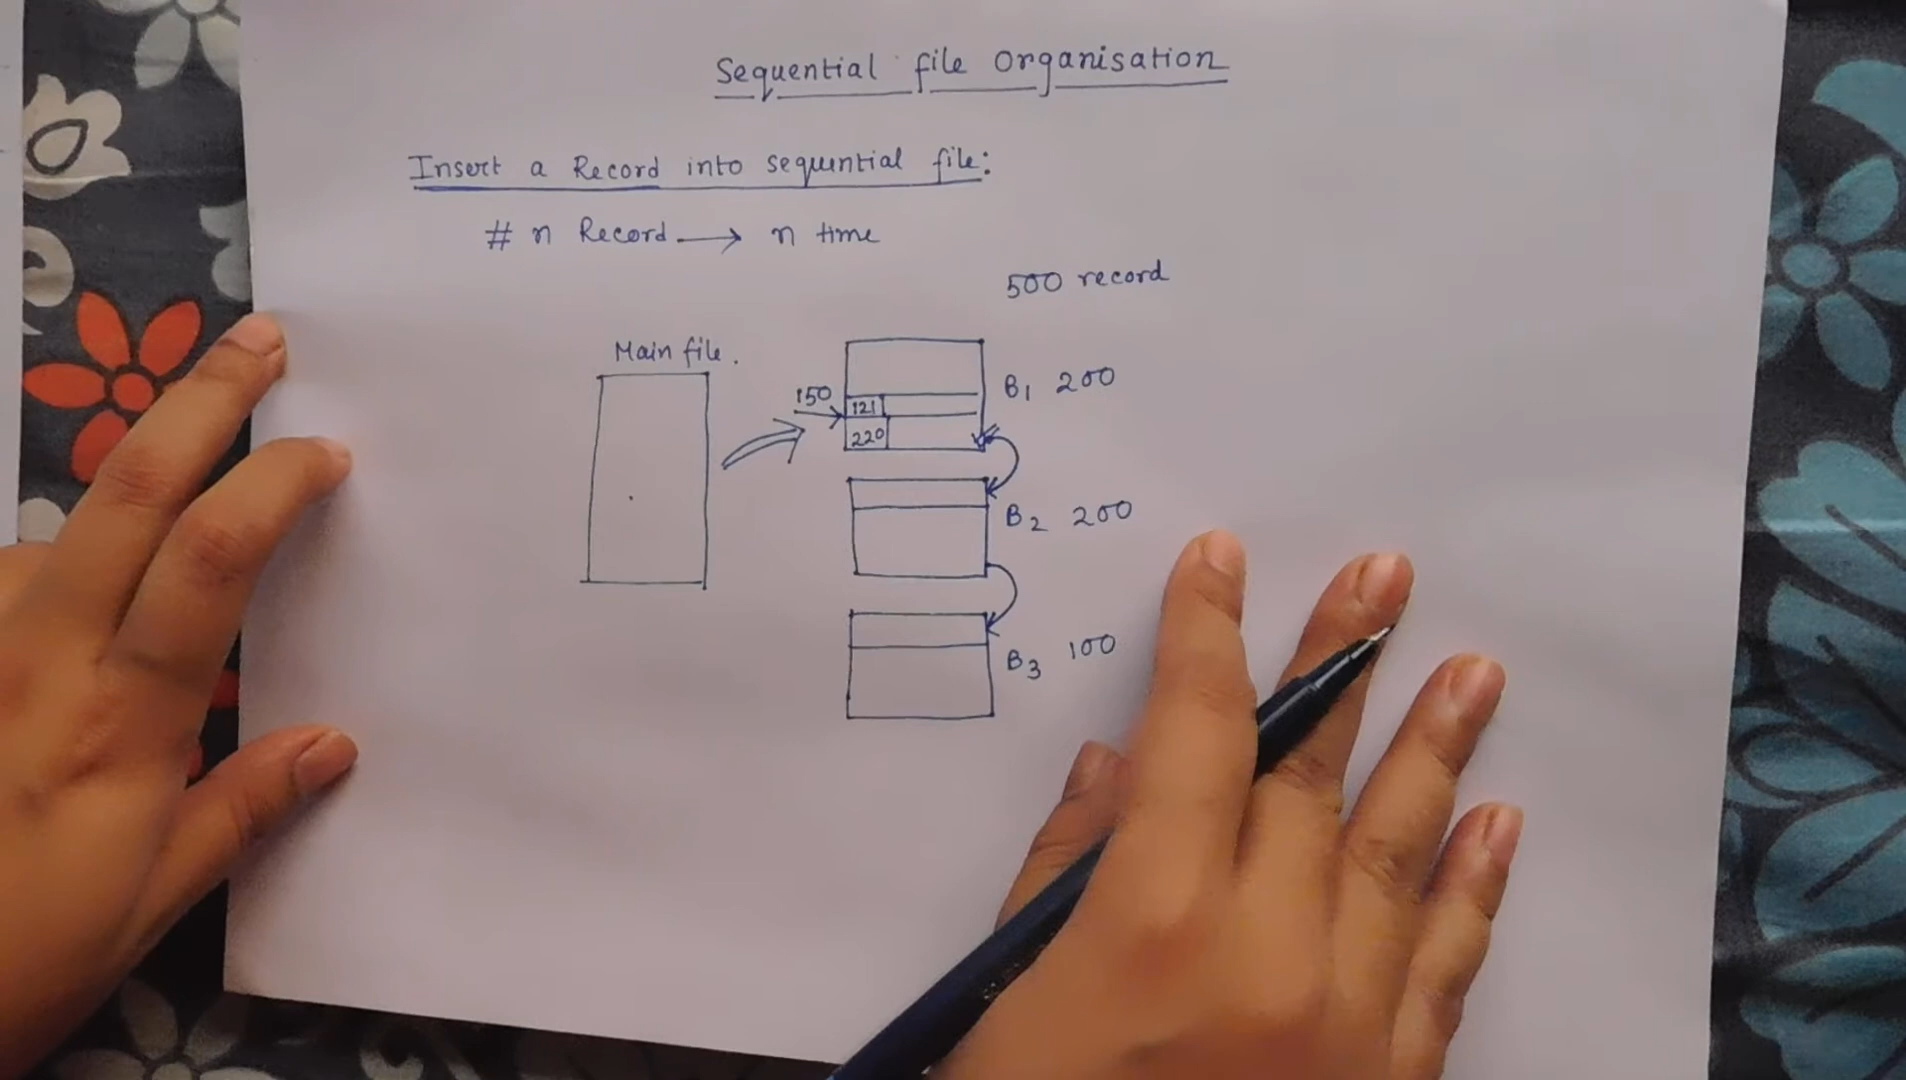 Sequential file Organisation
Insert a Record into sequential file:
# n Record → n time
500 record
Main file.
150
121
220
B1 200
B2 200
B3 100